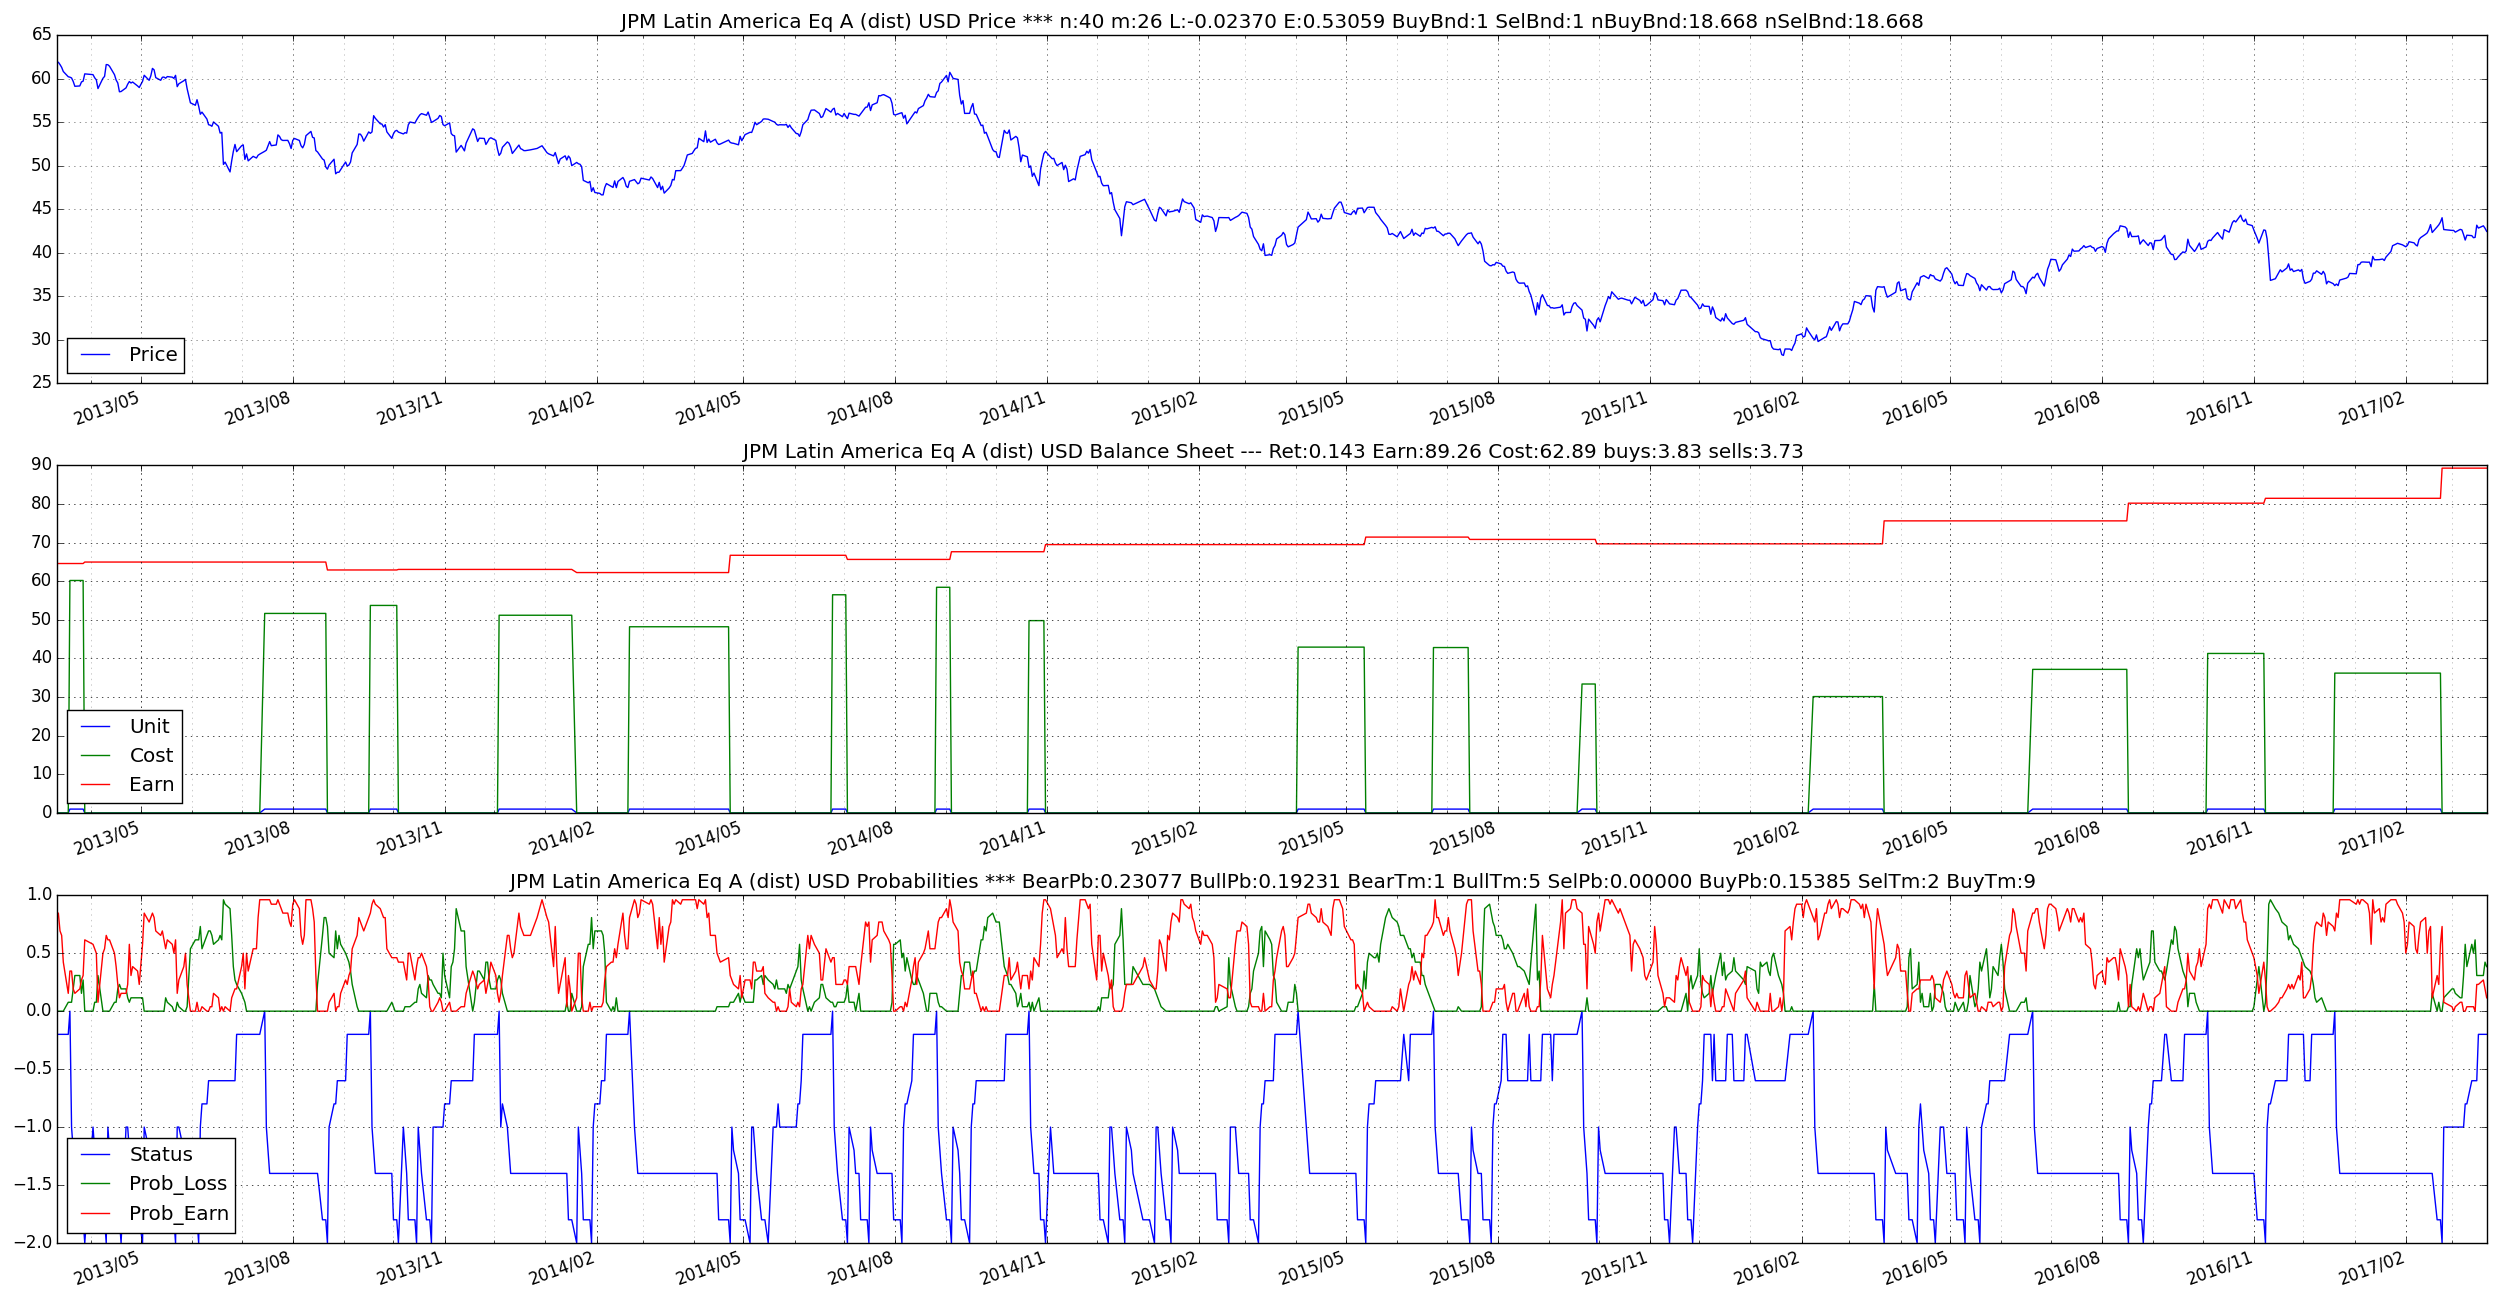 JPM Latin America Eq A (dist) USD Price *** n:40 m:26 L:-0.02370 E:0.53059 BuyBnd:1 SelBnd:1 nBuyBnd:18.668 nSelBnd:18.668
65
60
55
50
45
40
35
30
25
Price
2013/05 2013/08 2013/11 2014/02 2014/05 2014/08 2014/11 2015/02 2015/05 2015/08 2015/11 2016/02 2016/05 2016/08 2016/11 2017/02
JPM Latin America Eq A (dist) USD Balance Sheet --- Ret:0.143 Earn:89.26 Cost:62.89 buys:3.83 sells:3.73
90
80
70
60
50
40
30
20
10
0
Unit
Cost
Earn
2013/05 2013/08 2013/11 2014/02 2014/05 2014/08 2014/11 2015/02 2015/05 2015/08 2015/11 2016/02 2016/05 2016/08 2016/11 2017/02
JPM Latin America Eq A (dist) USD Probabilities *** BearPb:0.23077 BullPb:0.19231 BearTm:1 BullTm:5 SelPb:0.00000 BuyPb:0.15385 SelTm:2 BuyTm:9
1.0
0.5
0.0
−0.5
−1.0
−1.5
−2.0
Status
Prob_Loss
Prob_Earn
2013/05 2013/08 2013/11 2014/02 2014/05 2014/08 2014/11 2015/02 2015/05 2015/08 2015/11 2016/02 2016/05 2016/08 2016/11 2017/02